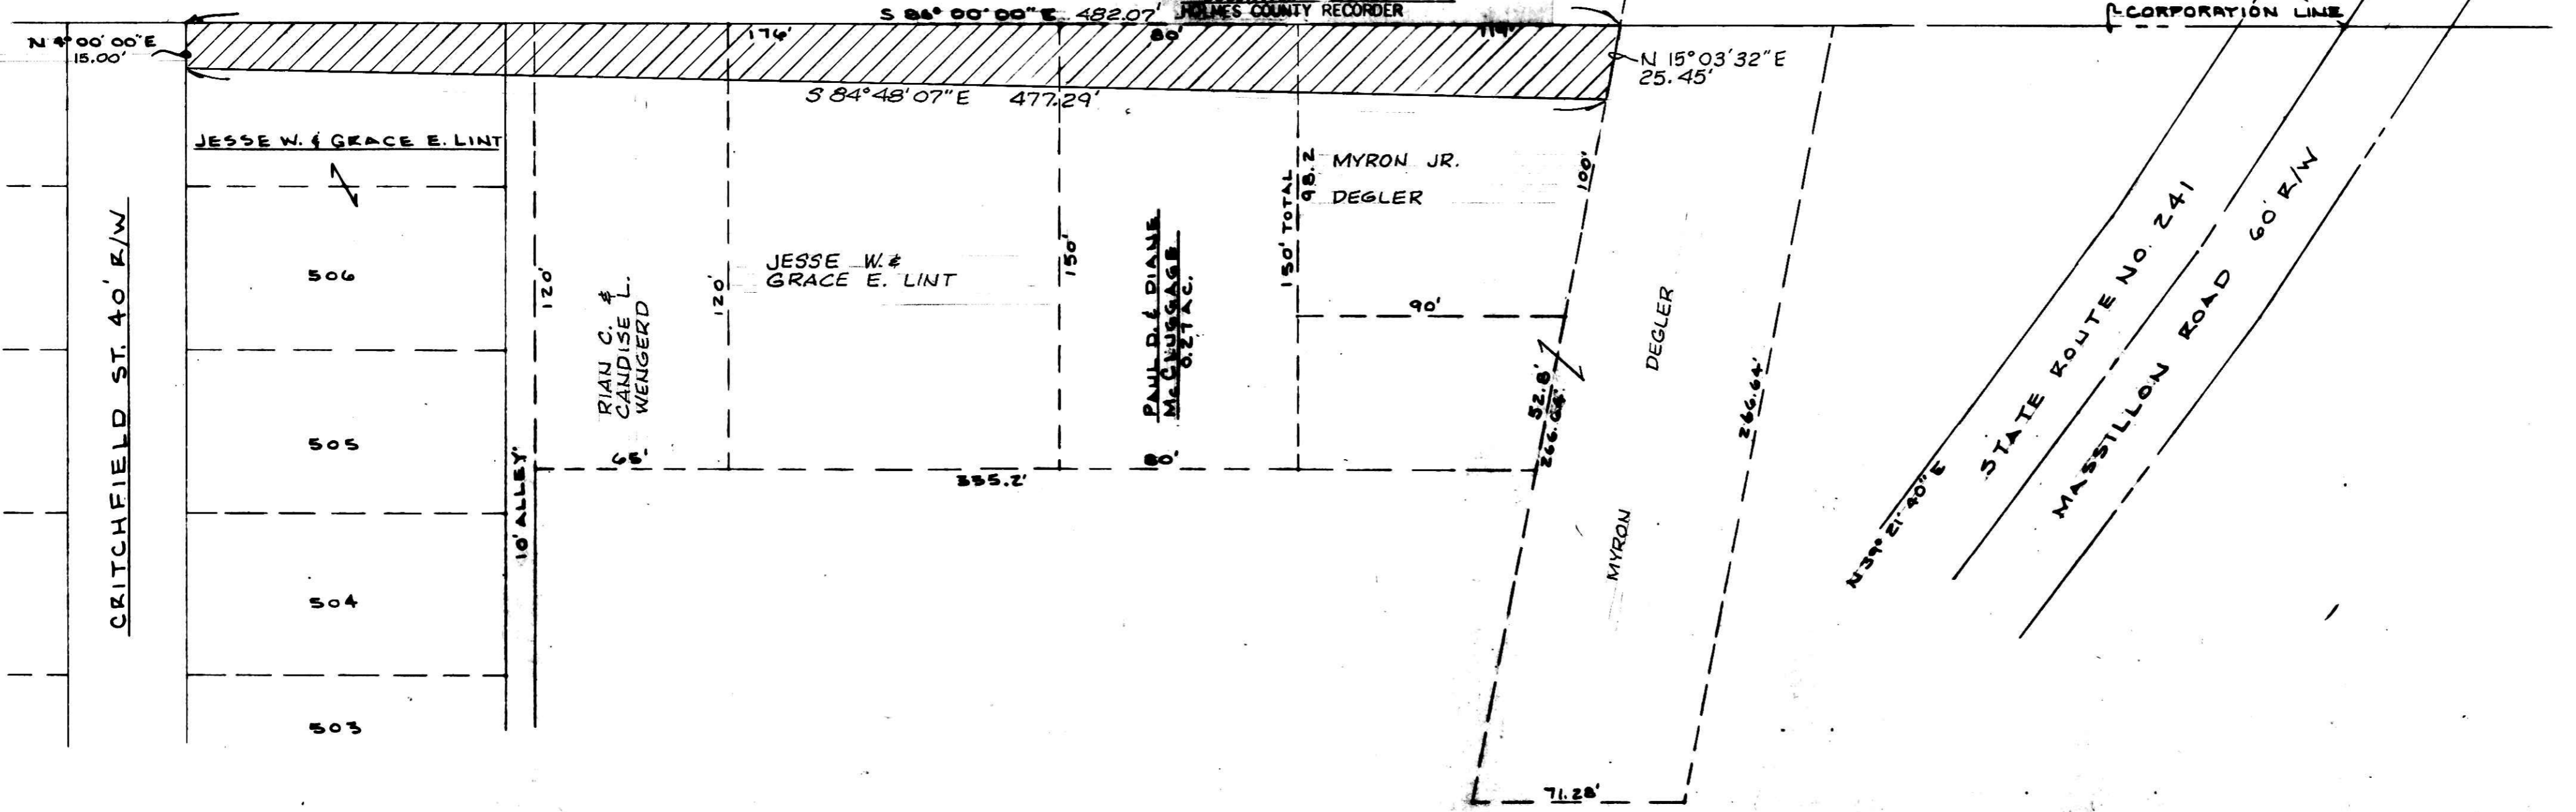 S 86° 00' 00" E 482.07'
HOLMES COUNTY RECORDER
CORPORATION LINE
N 4° 00' 00" E
15.00'
176'
80'
N 15° 03' 32" E
25.45'
S 84° 48' 07" E 477.29'
JESSE W. & GRACE E. LINT
CRITCHFIELD ST. 40' R/W
506
505
504
503
10' ALLEY
120'
RIAN C. &
CANDISE L.
WENGERD
65'
120'
JESSE W. &
GRACE E. LINT
150'
335.2'
PAUL D. & DIANE
McCLUGGAGE
0.27 AC.
80'
150' TOTAL
98.2
MYRON JR.
DEGLER
100'
90'
52.8'
266.64'
MYRON DEGLER
266.64'
71.28'
N 39° 21' 40" E
STATE ROUTE NO. 241
MASSILLON ROAD 60' R/W